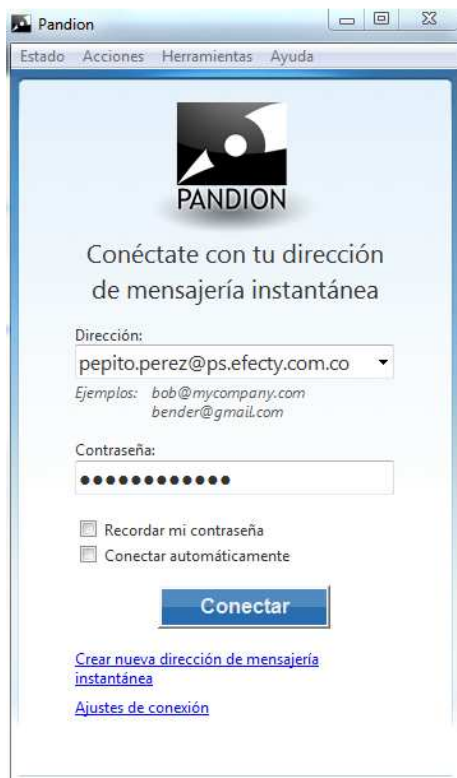 Pandion
Estado Acciones Herramientas Ayuda
PANDION
Conéctate con tu dirección
de mensajería instantánea
Dirección:
pepito.perez@ps.efecty.com.co
Ejemplos: bob@mycompany.com
bender@gmail.com
Contraseña:
●●●●●●●●●●●●
Recordar mi contraseña
Conectar automáticamente
Conectar
Crear nueva dirección de mensajería
instantánea
Ajustes de conexión